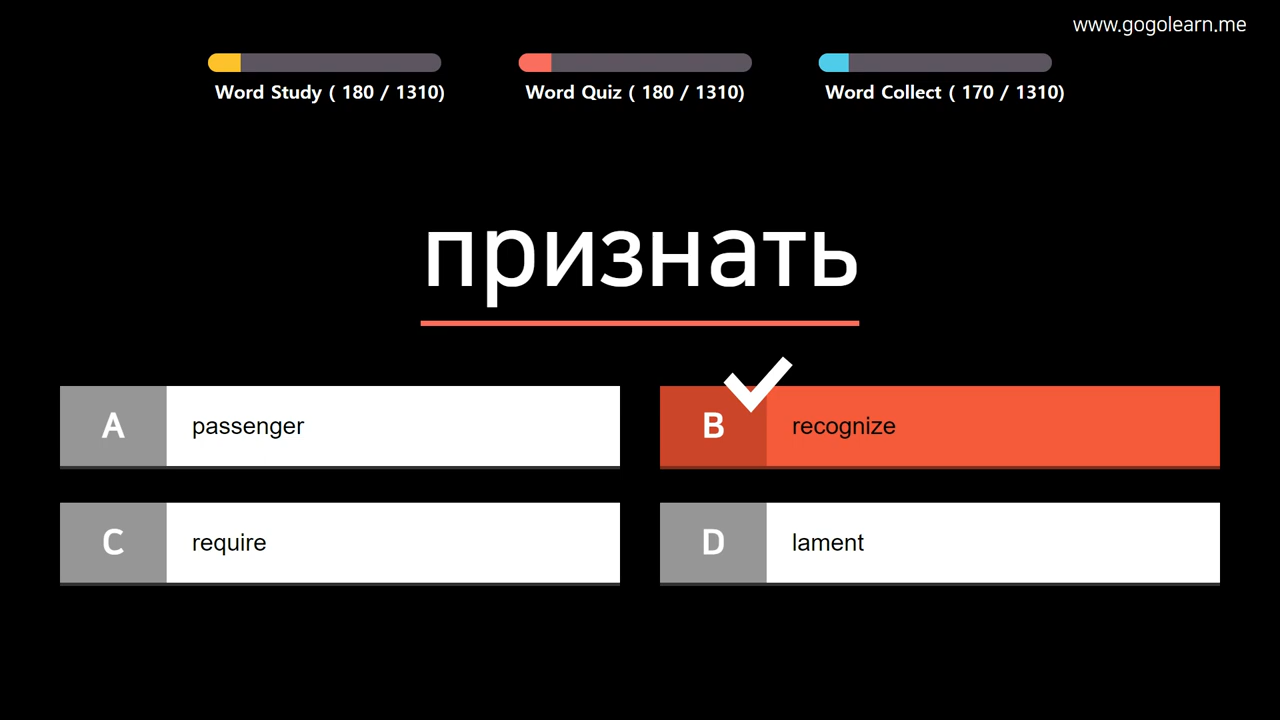 www.gogolearn.me
Word Study ( 180 / 1310)
Word Quiz ( 180 / 1310)
Word Collect ( 170 / 1310)
признать
A passenger
B recognize
C require
D lament